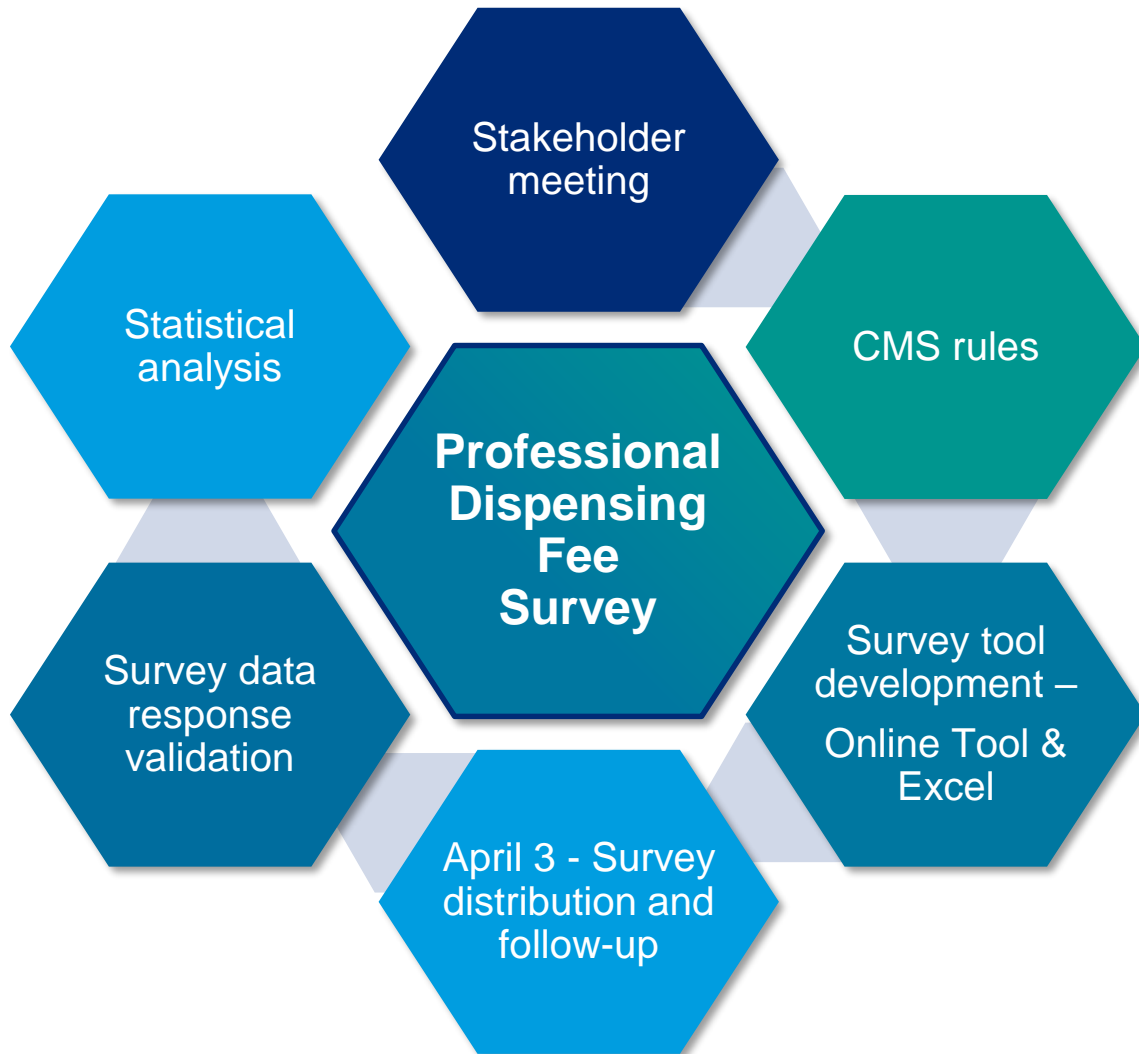 Stakeholder
meeting
CMS rules
Survey tool
development –
Online Tool &
Excel
April 3 - Survey
distribution and
follow-up
Survey data
response
validation
Statistical
analysis
Professional
Dispensing
Fee
Survey